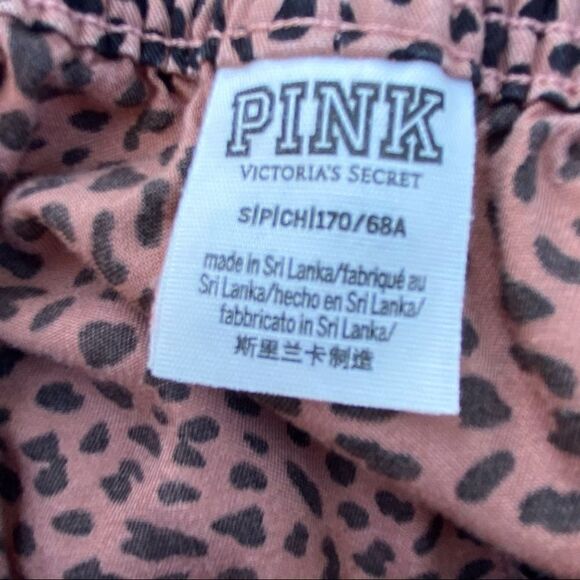 PINK
VICTORIA'S SECRET
S|P|CH|170/68A
made in Sri Lanka/fabriqué au
Sri Lanka/hecho en Sri Lanka/
fabbricato in Sri Lanka/
斯里兰卡制造